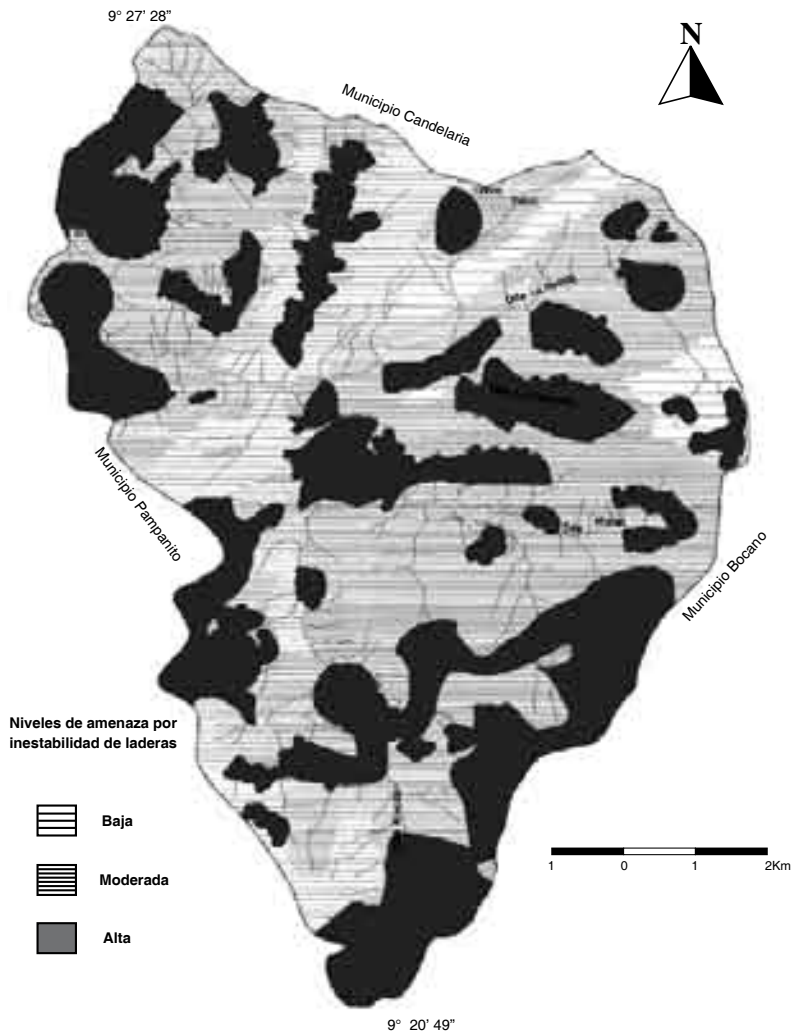 9° 27' 28"
N
Municipio Candelaria
Municipio Pampanito
Municipio Bocano
Niveles de amenaza por
inestabilidad de laderas
Baja
Moderada
Alta
1 0 1 2Km
9° 20' 49"